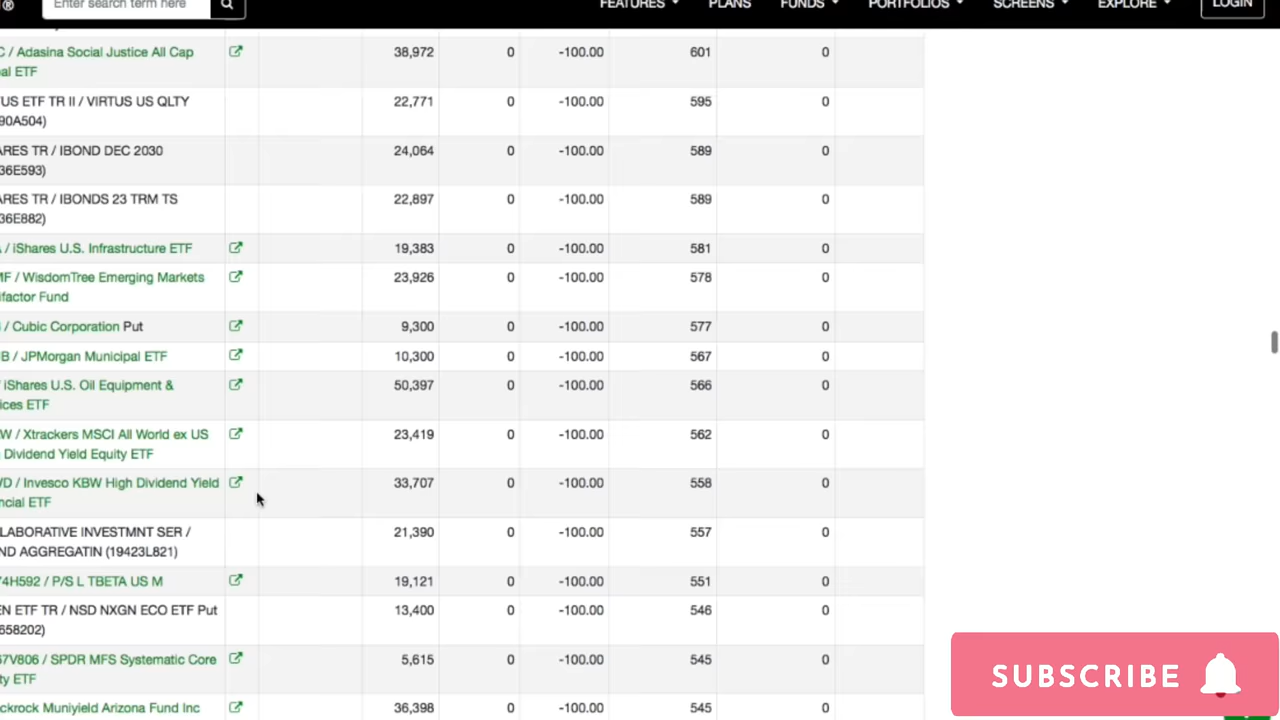 ®
Enter search term here
FEATURES
PLANS
FUNDS
PORTFOLIOS
SCREENS
EXPLORE
LOGIN
C / Adasina Social Justice All Cap 38,972 0 -100.00 601 0
al ETF
US ETF TR II / VIRTUS US QLTY 22,771 0 -100.00 595 0
90A504)
ARES TR / IBOND DEC 2030 24,064 0 -100.00 589 0
36E593)
ARES TR / IBONDS 23 TRM TS 22,897 0 -100.00 589 0
36E882)
/ iShares U.S. Infrastructure ETF 19,383 0 -100.00 581 0
MF / WisdomTree Emerging Markets 23,926 0 -100.00 578 0
ifactor Fund
/ Cubic Corporation Put 9,300 0 -100.00 577 0
B / JPMorgan Municipal ETF 10,300 0 -100.00 567 0
iShares U.S. Oil Equipment & 50,397 0 -100.00 566 0
ices ETF
W / Xtrackers MSCI All World ex US 23,419 0 -100.00 562 0
Dividend Yield Equity ETF
WD / Invesco KBW High Dividend Yield 33,707 0 -100.00 558 0
ncial ETF
LABORATIVE INVESTMNT SER / 21,390 0 -100.00 557 0
ND AGGREGATIN (19423L821)
74H592 / P/S L TBETA US M 19,121 0 -100.00 551 0
EN ETF TR / NSD NXGN ECO ETF Put 13,400 0 -100.00 546 0
658202)
67V806 / SPDR MFS Systematic Core 5,615 0 -100.00 545 0
ty ETF
ckrock Muniyield Arizona Fund Inc 36,398 0 -100.00 545 0
SUBSCRIBE